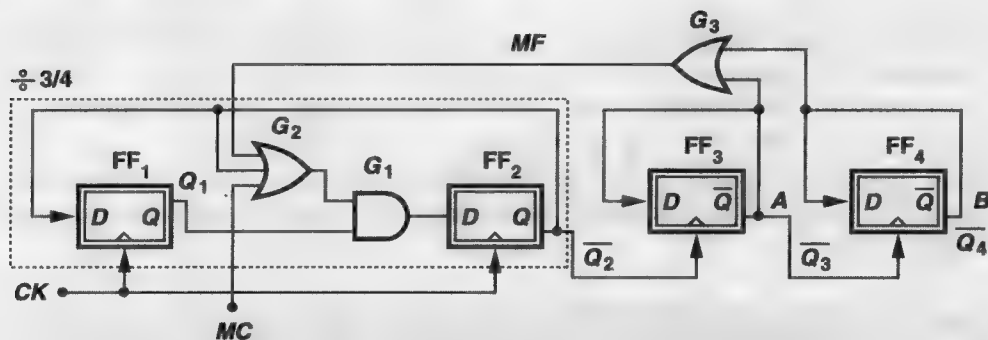 G3
MF
÷ 3/4
G2
FF1
Q1
G1
FF2
FF3
FF4
D Q
D Q
D Q̅
A
D Q̅
B
Q̅2
Q̅3
Q̅4
CK
MC